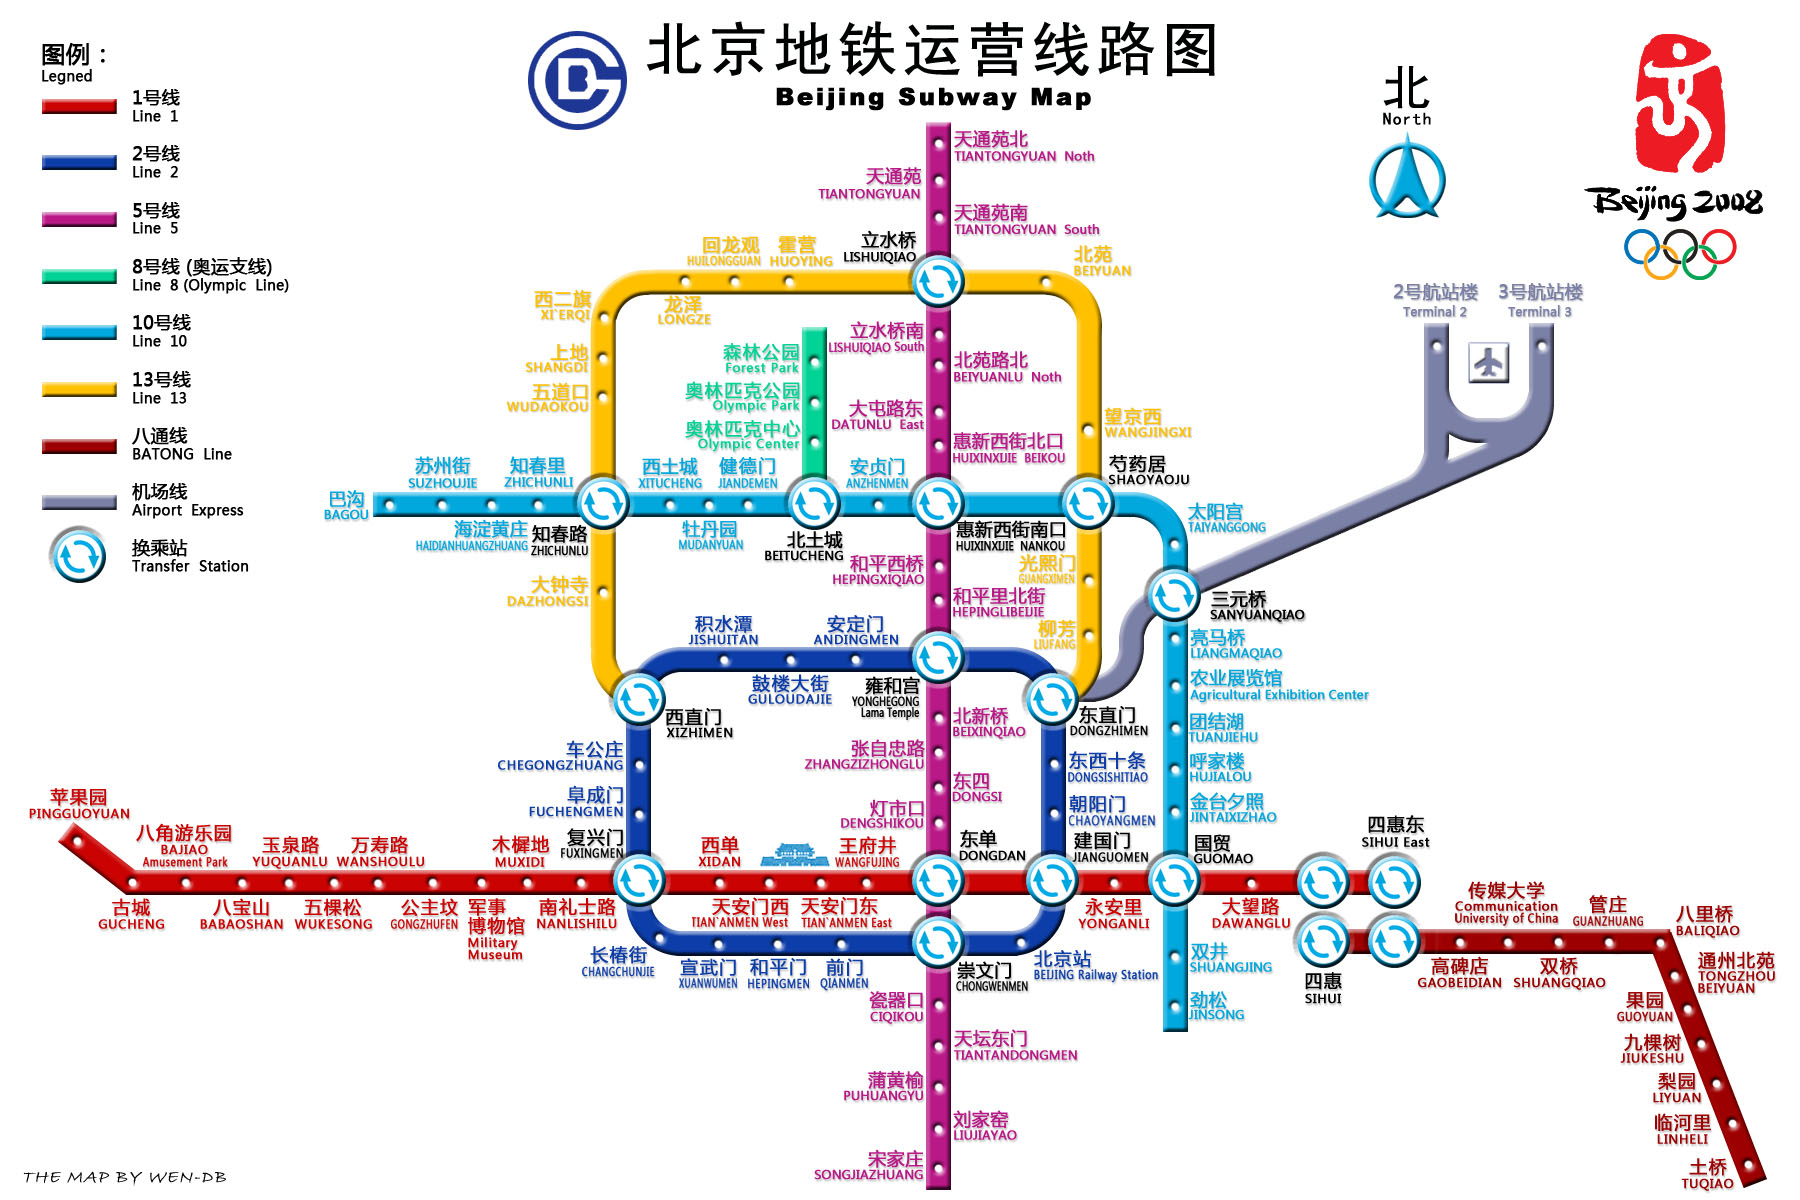 北京地铁运营线路图
Beijing Subway Map
图例：
Legned
1号线
Line 1
2号线
Line 2
5号线
Line 5
8号线 (奥运支线)
Line 8 (Olympic Line)
10号线
Line 10
13号线
Line 13
八通线
BATONG Line
机场线
Airport Express
换乘站
Transfer Station
北
North
Beijing 2008
天通苑北
TIANTONGYUAN Noth
天通苑
TIANTONGYUAN
天通苑南
TIANTONGYUAN South
立水桥
LISHUIQIAO
回龙观
HUILONGGUAN
霍营
HUOYING
北苑
BEIYUAN
西二旗
XI`ERQI
龙泽
LONGZE
2号航站楼
Terminal 2
3号航站楼
Terminal 3
立水桥南
LISHUIQIAO South
北苑路北
BEIYUANLU Noth
森林公园
Forest Park
上地
SHANGDI
五道口
WUDAOKOU
奥林匹克公园
Olympic Park
大屯路东
DATUNLU East
望京西
WANGJINGXI
奥林匹克中心
Olympic Center
惠新西街北口
HUIXINXIJIE BEIKOU
苏州街
SUZHOUJIE
知春里
ZHICHUNLI
西土城
XITUCHENG
健德门
JIANDEMEN
安贞门
ANZHENMEN
芍药居
SHAOYAOJU
巴沟
BAGOU
海淀黄庄
HAIDIANHUANGZHUANG
知春路
ZHICHUNLU
牡丹园
MUDANYUAN
北土城
BEITUCHENG
惠新西街南口
HUIXINXIJIE NANKOU
太阳宫
TAIYANGGONG
和平西桥
HEPINGXIQIAO
光熙门
GUANGXIMEN
大钟寺
DAZHONGSI
和平里北街
HEPINGLIBEIJIE
三元桥
SANYUANQIAO
积水潭
JISHUITAN
安定门
ANDINGMEN
柳芳
LIUFANG
亮马桥
LIANGMAQIAO
鼓楼大街
GULOUDAJIE
雍和宫
YONGHEGONG
Lama Temple
农业展览馆
Agricultural Exhibition Center
西直门
XIZHIMEN
北新桥
BEIXINQIAO
东直门
DONGZHIMEN
团结湖
TUANJIEHU
车公庄
CHEGONGZHUANG
张自忠路
ZHANGZIZHONGLU
东西十条
DONGSISHITIAO
呼家楼
HUJIALOU
阜成门
FUCHENGMEN
东四
DONGSI
朝阳门
CHAOYANGMEN
金台夕照
JINTAIXIZHAO
苹果园
PINGGUOYUAN
灯市口
DENGSHIKOU
八角游乐园
BAJIAO
Amusement Park
玉泉路
YUQUANLU
万寿路
WANSHOULU
木樨地
MUXIDI
复兴门
FUXINGMEN
西单
XIDAN
王府井
WANGFUJING
东单
DONGDAN
建国门
JIANGUOMEN
国贸
GUOMAO
四惠东
SIHUI East
古城
GUCHENG
八宝山
BABAOSHAN
五棵松
WUKESONG
公主坟
GONGZHUFEN
军事
博物馆
Military
Museum
南礼士路
NANLISHILU
天安门西
TIAN`ANMEN West
天安门东
TIAN`ANMEN East
永安里
YONGANLI
大望路
DAWANGLU
传媒大学
Communication
University of China
管庄
GUANZHUANG
八里桥
BALIQIAO
长椿街
CHANGCHUNJIE
宣武门
XUANWUMEN
和平门
HEPINGMEN
前门
QIANMEN
崇文门
CHONGWENMEN
北京站
BEIJING Railway Station
双井
SHUANGJING
四惠
SIHUI
高碑店
GAOBEIDIAN
双桥
SHUANGQIAO
通州北苑
TONGZHOU
BEIYUAN
瓷器口
CIQIKOU
劲松
JINSONG
果园
GUOYUAN
天坛东门
TIANTANDONGMEN
九棵树
JIUKESHU
蒲黄榆
PUHUANGYU
梨园
LIYUAN
刘家窑
LIUJIAYAO
临河里
LINHELI
宋家庄
SONGJIAZHUANG
土桥
TUQIAO
THE MAP BY WEN-DB